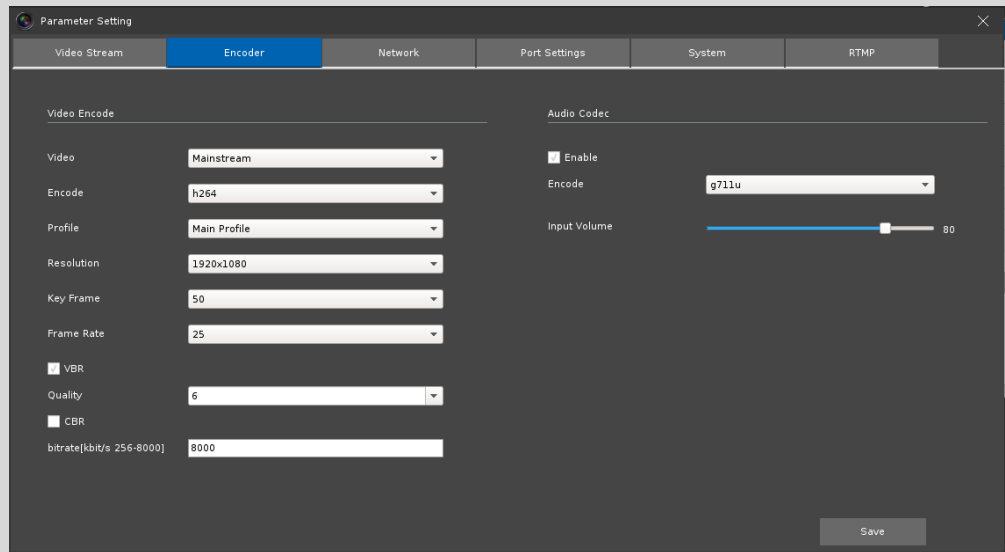 Parameter Setting
Video Stream Encoder Network Port Settings System RTMP
Video Encode
Video Mainstream
Encode h264
Profile Main Profile
Resolution 1920x1080
Key Frame 50
Frame Rate 25
VBR
Quality 6
CBR
bitrate[kbit/s 256-8000] 8000
Audio Codec
Enable
Encode g711u
Input Volume 80
Save